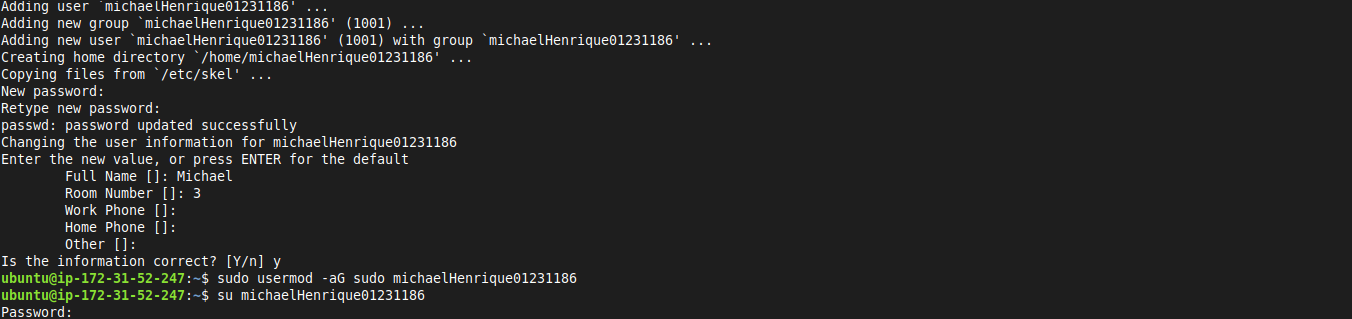 Adding user `michaelHenrique01231186' ...
Adding new group `michaelHenrique01231186' (1001) ...
Adding new user `michaelHenrique01231186' (1001) with group `michaelHenrique01231186' ...
Creating home directory `/home/michaelHenrique01231186' ...
Copying files from `/etc/skel' ...
New password:
Retype new password:
passwd: password updated successfully
Changing the user information for michaelHenrique01231186
Enter the new value, or press ENTER for the default
        Full Name []: Michael
        Room Number []: 3
        Work Phone []:
        Home Phone []:
        Other []:
Is the information correct? [Y/n] y
ubuntu@ip-172-31-52-247:~$ sudo usermod -aG sudo michaelHenrique01231186
ubuntu@ip-172-31-52-247:~$ su michaelHenrique01231186
Password: